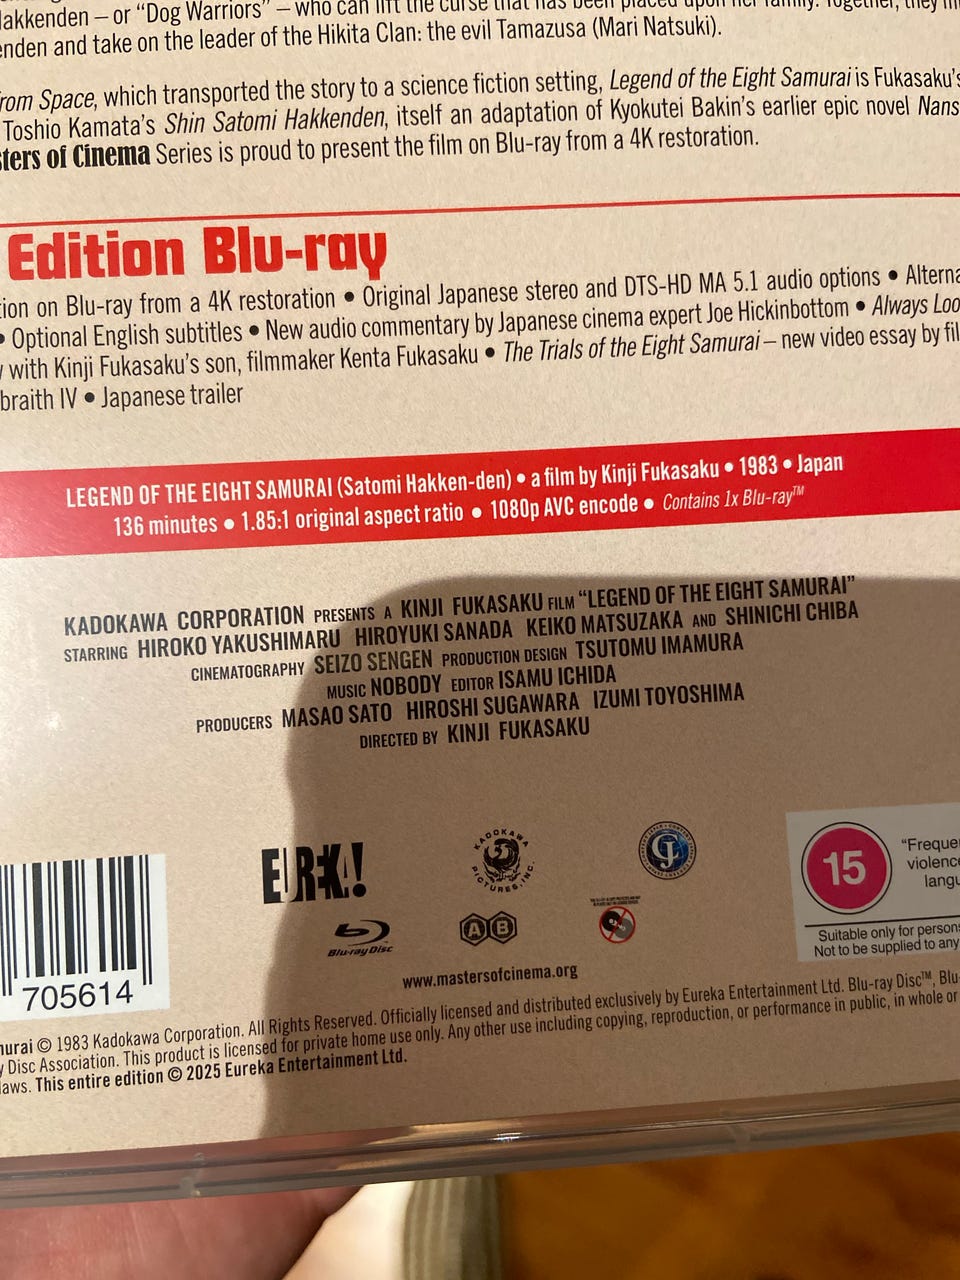 Hakkenden – or “Dog Warriors” – who can lift the curse that has been placed upon her family. Together, they
enden and take on the leader of the Hikita Clan: the evil Tamazusa (Mari Natsuki).
rom Space, which transported the story to a science fiction setting, Legend of the Eight Samurai is Fukasaku’s
Toshio Kamata’s Shin Satomi Hakkenden, itself an adaptation of Kyokutei Bakin’s earlier epic novel Nans
sters of Cinema Series is proud to present the film on Blu-ray from a 4K restoration.
Edition Blu-ray
tion on Blu-ray from a 4K restoration • Original Japanese stereo and DTS-HD MA 5.1 audio options • Alterna
• Optional English subtitles • New audio commentary by Japanese cinema expert Joe Hickinbottom • Always Loo
with Kinji Fukasaku’s son, filmmaker Kenta Fukasaku • The Trials of the Eight Samurai – new video essay by fil
braith IV • Japanese trailer
LEGEND OF THE EIGHT SAMURAI (Satomi Hakken-den) • a film by Kinji Fukasaku • 1983 • Japan
136 minutes • 1.85:1 original aspect ratio • 1080p AVC encode • Contains 1x Blu-ray™
KADOKAWA CORPORATION PRESENTS A KINJI FUKASAKU FILM “LEGEND OF THE EIGHT SAMURAI”
STARRING HIROKO YAKUSHIMARU HIROYUKI SANADA KEIKO MATSUZAKA AND SHINICHI CHIBA
CINEMATOGRAPHY SEIZO SENGEN PRODUCTION DESIGN TSUTOMU IMAMURA
MUSIC NOBODY EDITOR ISAMU ICHIDA
PRODUCERS MASAO SATO HIROSHI SUGAWARA IZUMI TOYOSHIMA
DIRECTED BY KINJI FUKASAKU
EUREKA!
KADOKAWA PICTURES, INC.
CJ
15
“Freque
violence
langu
Suitable only for person
Not to be supplied to any
Blu-ray Disc
A B
705614
www.mastersofcinema.org
murai © 1983 Kadokawa Corporation. All Rights Reserved. Officially licensed and distributed exclusively by Eureka Entertainment Ltd. Blu-ray Disc™, Blu-
y Disc Association. This product is licensed for private home use only. Any other use including copying, reproduction, or performance in public, in whole or
laws. This entire edition © 2025 Eureka Entertainment Ltd.